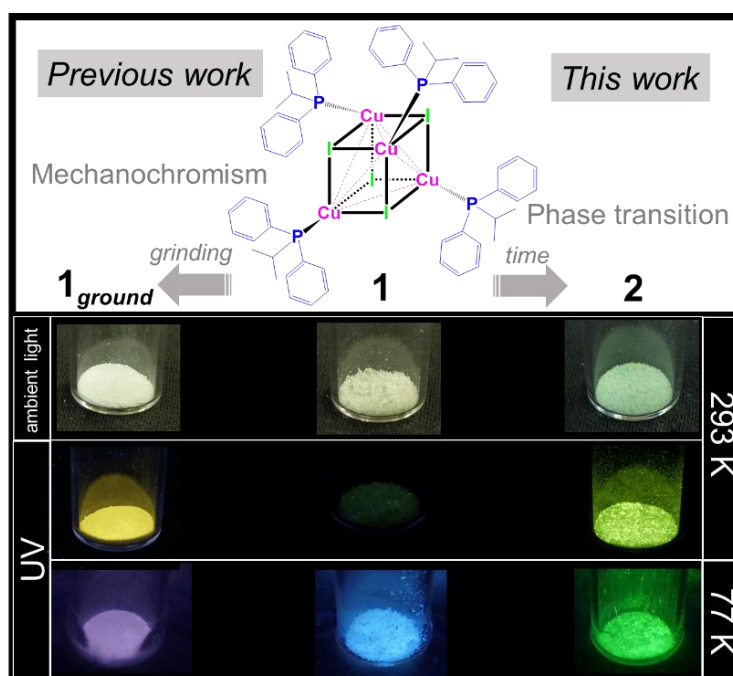 Previous work
This work
P
P
Cu
I
I
Cu
Mechanochromism
I
Cu
P
Cu
I
P
Phase transition
grinding
time
1ground
1
2
ambient light
293 K
UV
77 K